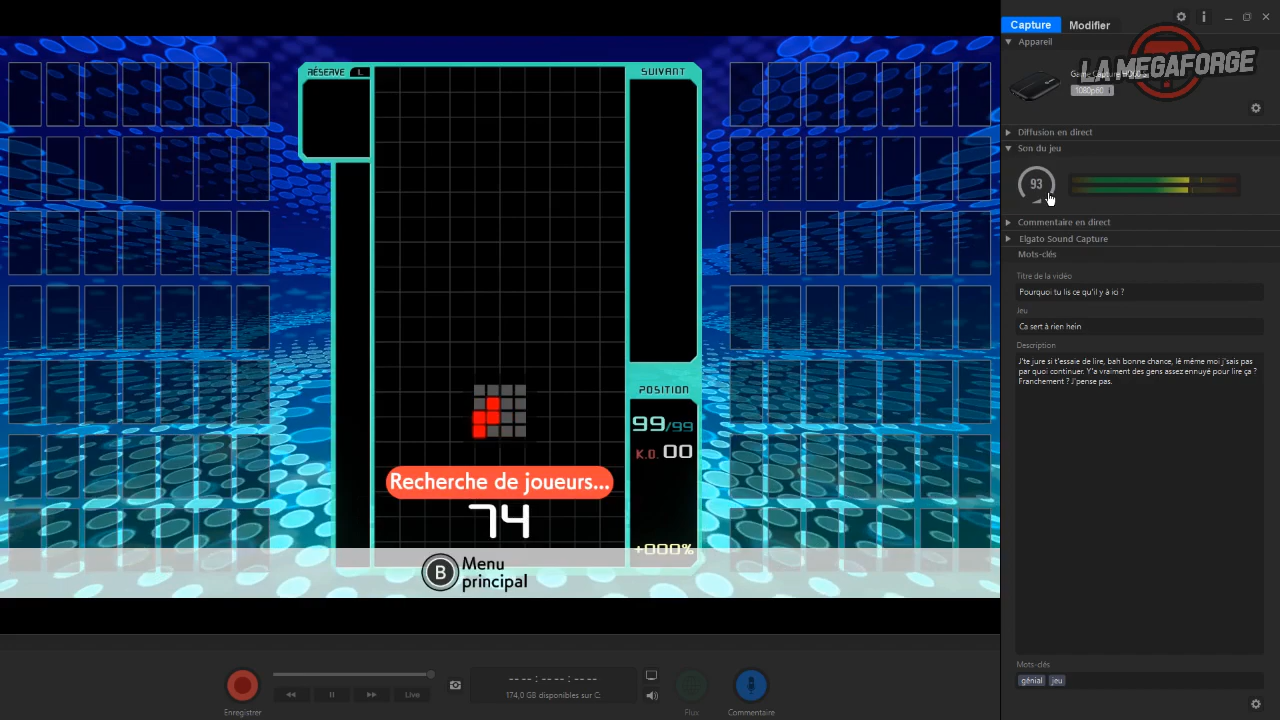 Capture
Modifier
Appareil
LA MEGAFORGE
1080p60
RÉSERVE L
SUIVANT
Diffusion en direct
Son du jeu
93
Commentaire en direct
Elgato Sound Capture
Mots-clés
Titre de la vidéo
Pourquoi tu lis ce qu'il y à ici ?
Jeu
Ca sert à rien hein
Description
J'te jure si t'essaie de lire, bah bonne chance, lé même moi j'sais pas
par quoi continuer. Y'a vraiment des gens assez ennuyé pour lire ça ?
Franchement ? J'pense pas.
POSITION
99/99
K.O. 00
Recherche de joueurs...
74
+000%
B Menu
principal
Mots-clés
génial jeu
Live
-- -- : -- -- : -- --
174,0 GB disponibles sur C:
Enregistrer
Flux
Commentaire